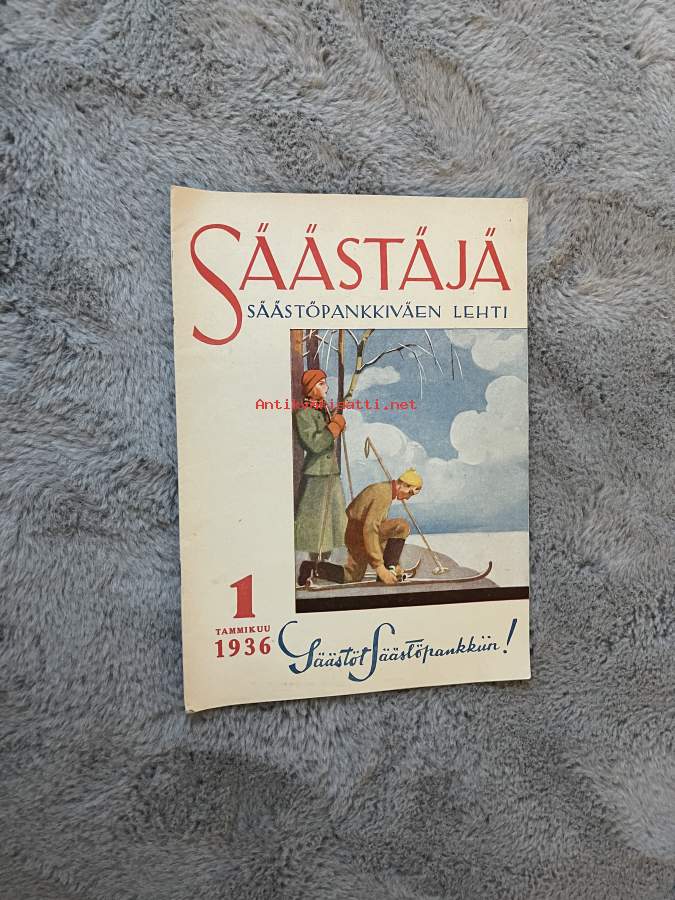 SÄÄSTÄJÄ
SÄÄSTÖPANKKIVÄEN LEHTI
Antikvariaatti.net
1
TAMMIKUU
1936
Säästöt Säästöpankkiin!